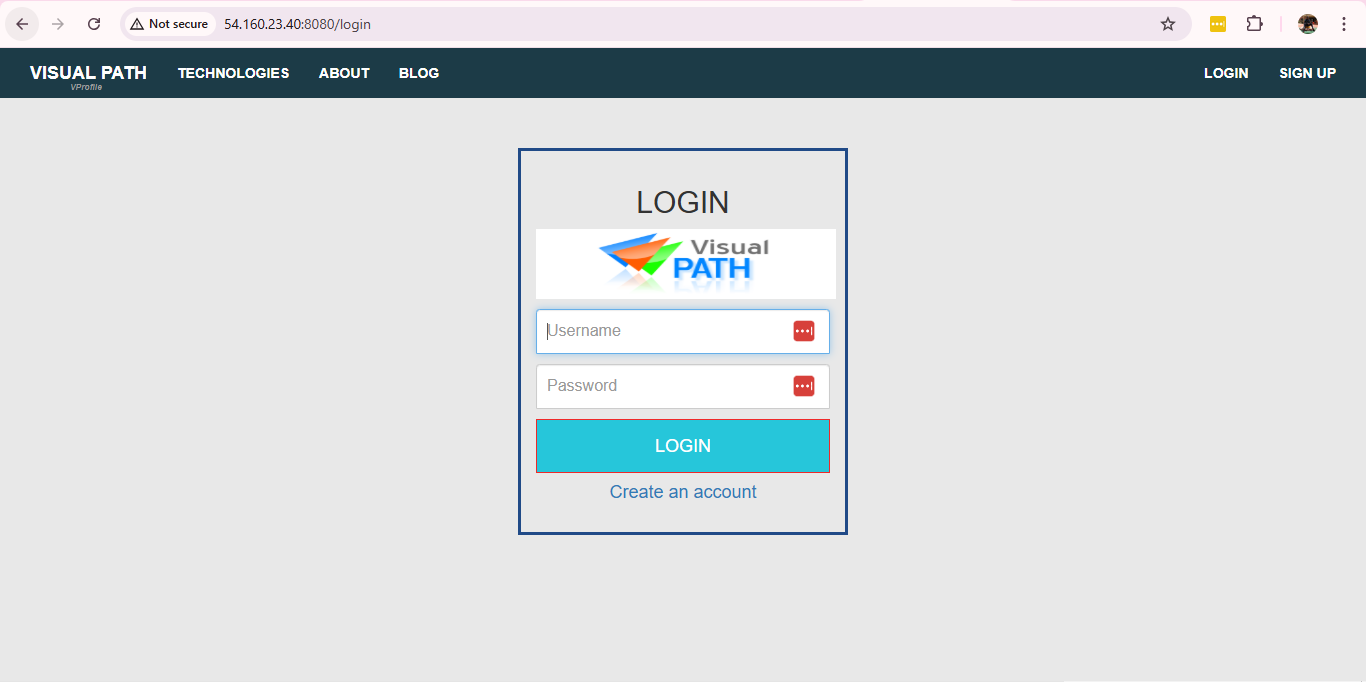 Not secure 54.160.23.40:8080/login
VISUAL PATH TECHNOLOGIES ABOUT BLOG LOGIN SIGN UP
VProfile
LOGIN
Visual
PATH
Username
Password
LOGIN
Create an account